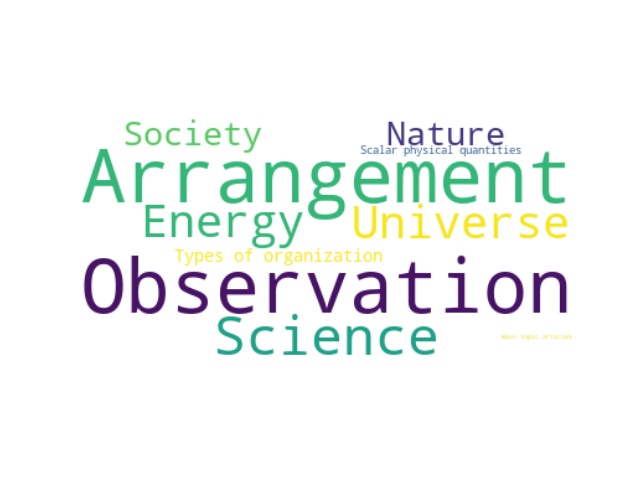 Society
Nature
Scalar physical quantities
Arrangement
Energy
Universe
Types of organization
Observation
Science
Main topic articles